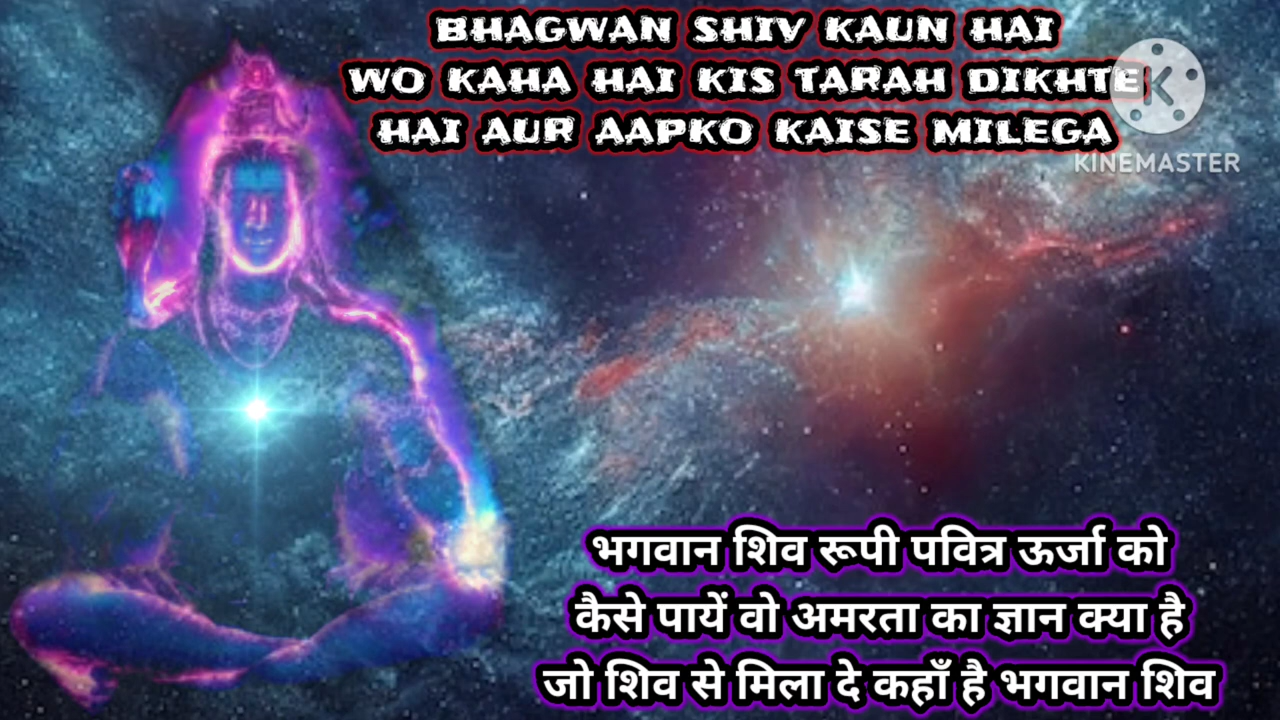 BHAGWAN SHIV KAUN HAI
WO KAHA HAI KIS TARAH DIKHTE
HAI AUR AAPKO KAISE MILEGA
K
KINEMASTER
भगवान शिव रूपी पवित्र ऊर्जा को
कैसे पायें वो अमरता का ज्ञान क्या है
जो शिव से मिला दे कहाँ है भगवान शिव